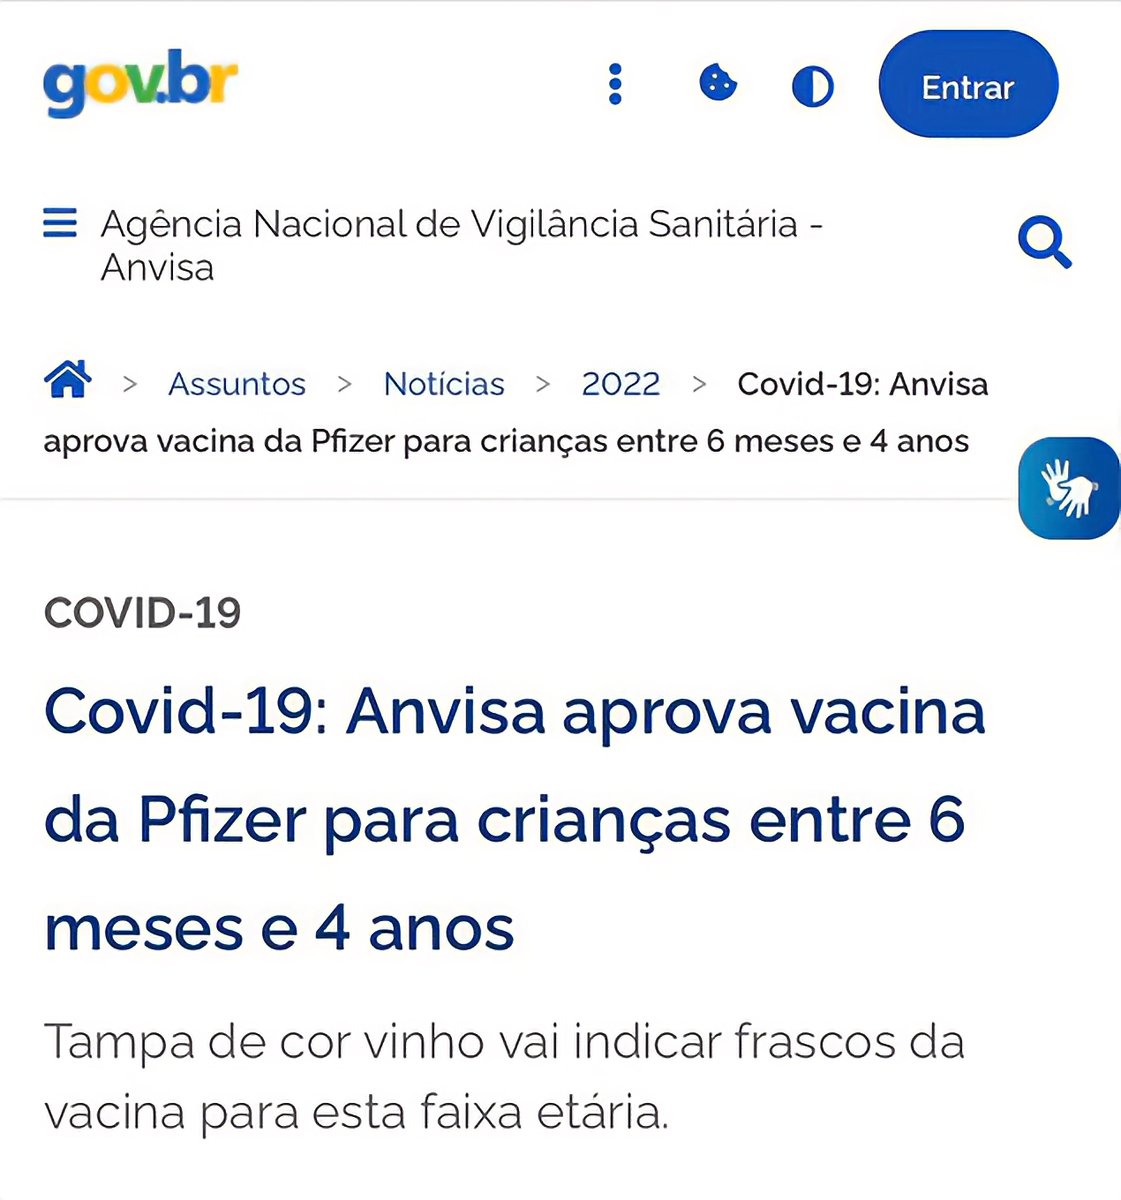 gov.br
Entrar
Agência Nacional de Vigilância Sanitária -
Anvisa
> Assuntos > Notícias > 2022 > Covid-19: Anvisa
aprova vacina da Pfizer para crianças entre 6 meses e 4 anos
COVID-19
Covid-19: Anvisa aprova vacina
da Pfizer para crianças entre 6
meses e 4 anos
Tampa de cor vinho vai indicar frascos da
vacina para esta faixa etária.